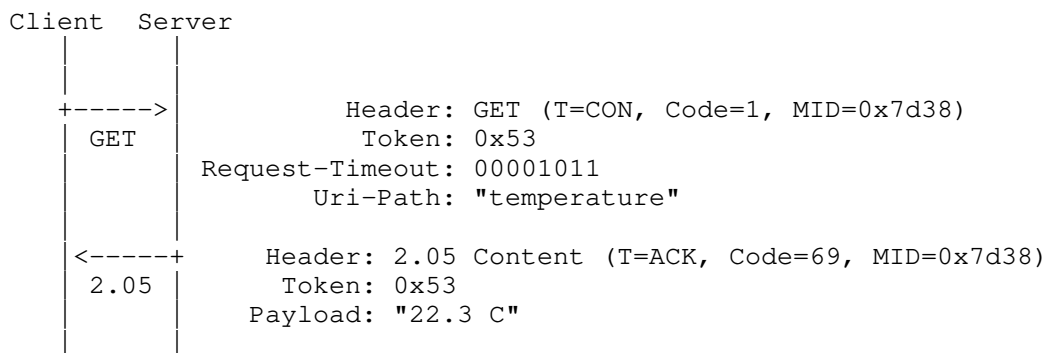 Client  Server
+----->| Header: GET (T=CON, Code=1, MID=0x7d38)
| GET | Token: 0x53
Request-Timeout: 00001011
Uri-Path: "temperature"
|<-----+ Header: 2.05 Content (T=ACK, Code=69, MID=0x7d38)
| 2.05 | Token: 0x53
Payload: "22.3 C"